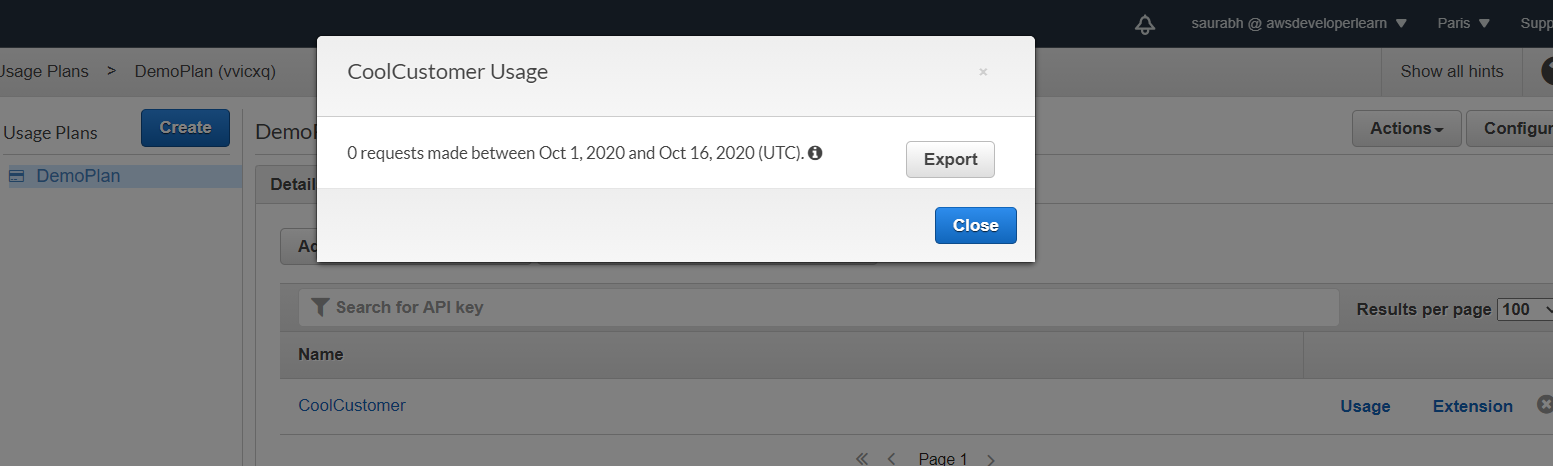 saurabh @ awsdeveloperlearn Paris
Usage Plans > DemoPlan (vvicxq) Show all hints
CoolCustomer Usage ×
Usage Plans Create Actions
0 requests made between Oct 1, 2020 and Oct 16, 2020 (UTC). Export
DemoPlan
Close
Search for API key Results per page 100
Name
CoolCustomer Usage Extension
Page 1